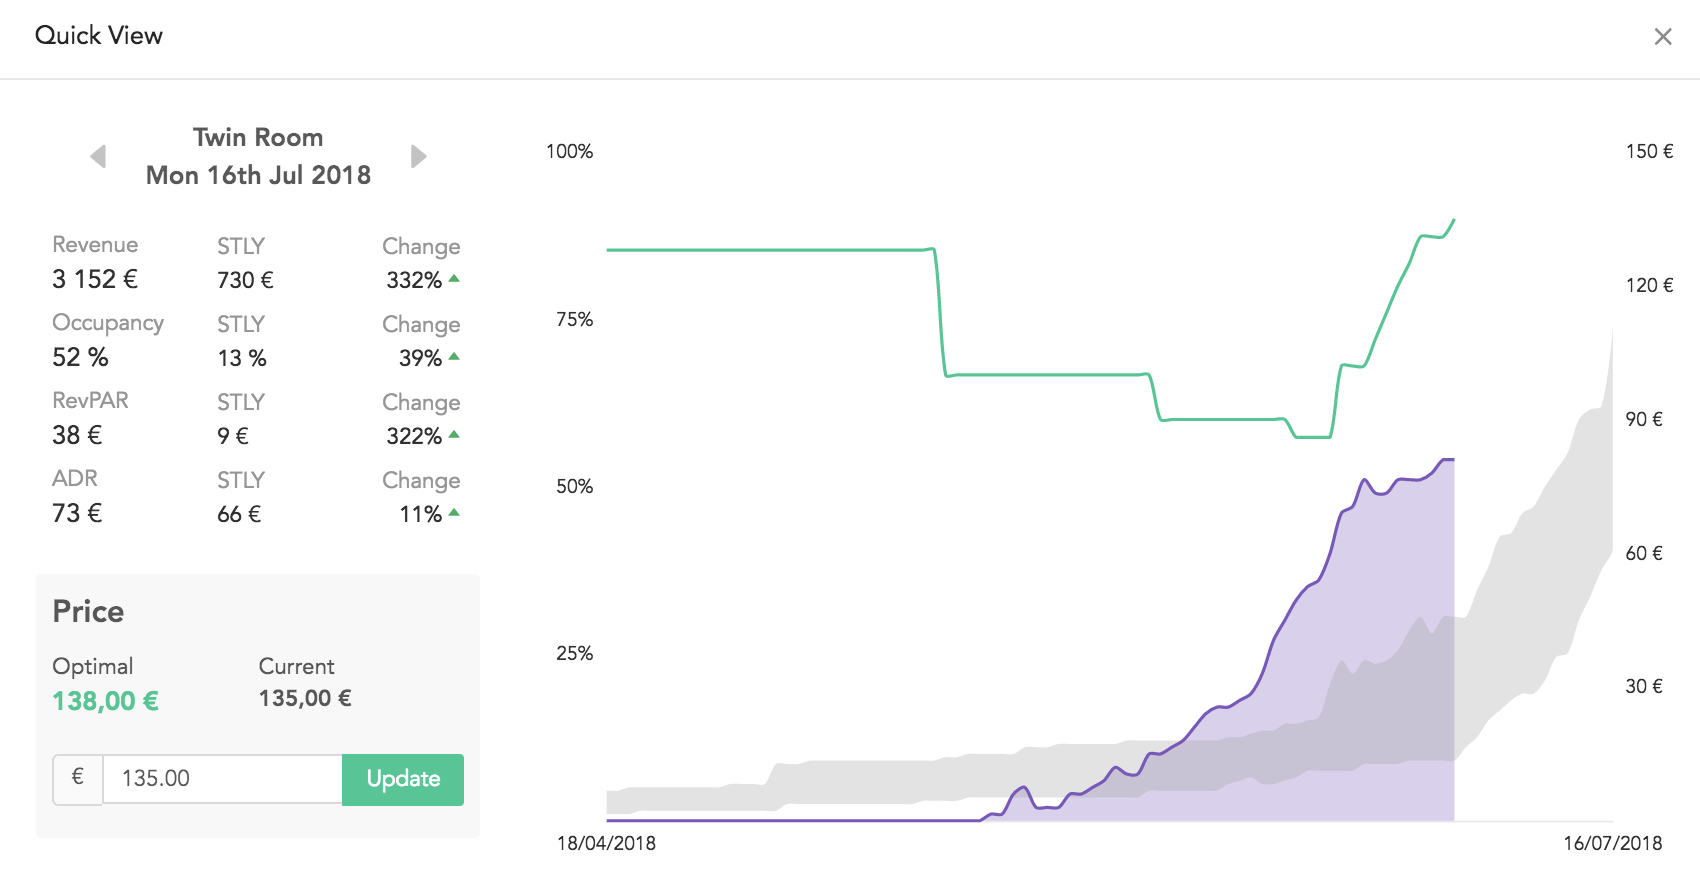 Quick View
Twin Room
Mon 16th Jul 2018
Revenue STLY Change
3 152 € 730 € 332%
Occupancy STLY Change
52 % 13 % 39%
RevPAR STLY Change
38 € 9 € 322%
ADR STLY Change
73 € 66 € 11%
Price
Optimal Current
138,00 € 135,00 €
€ 135.00 Update
100%
75%
50%
25%
150 €
120 €
90 €
60 €
30 €
18/04/2018 16/07/2018